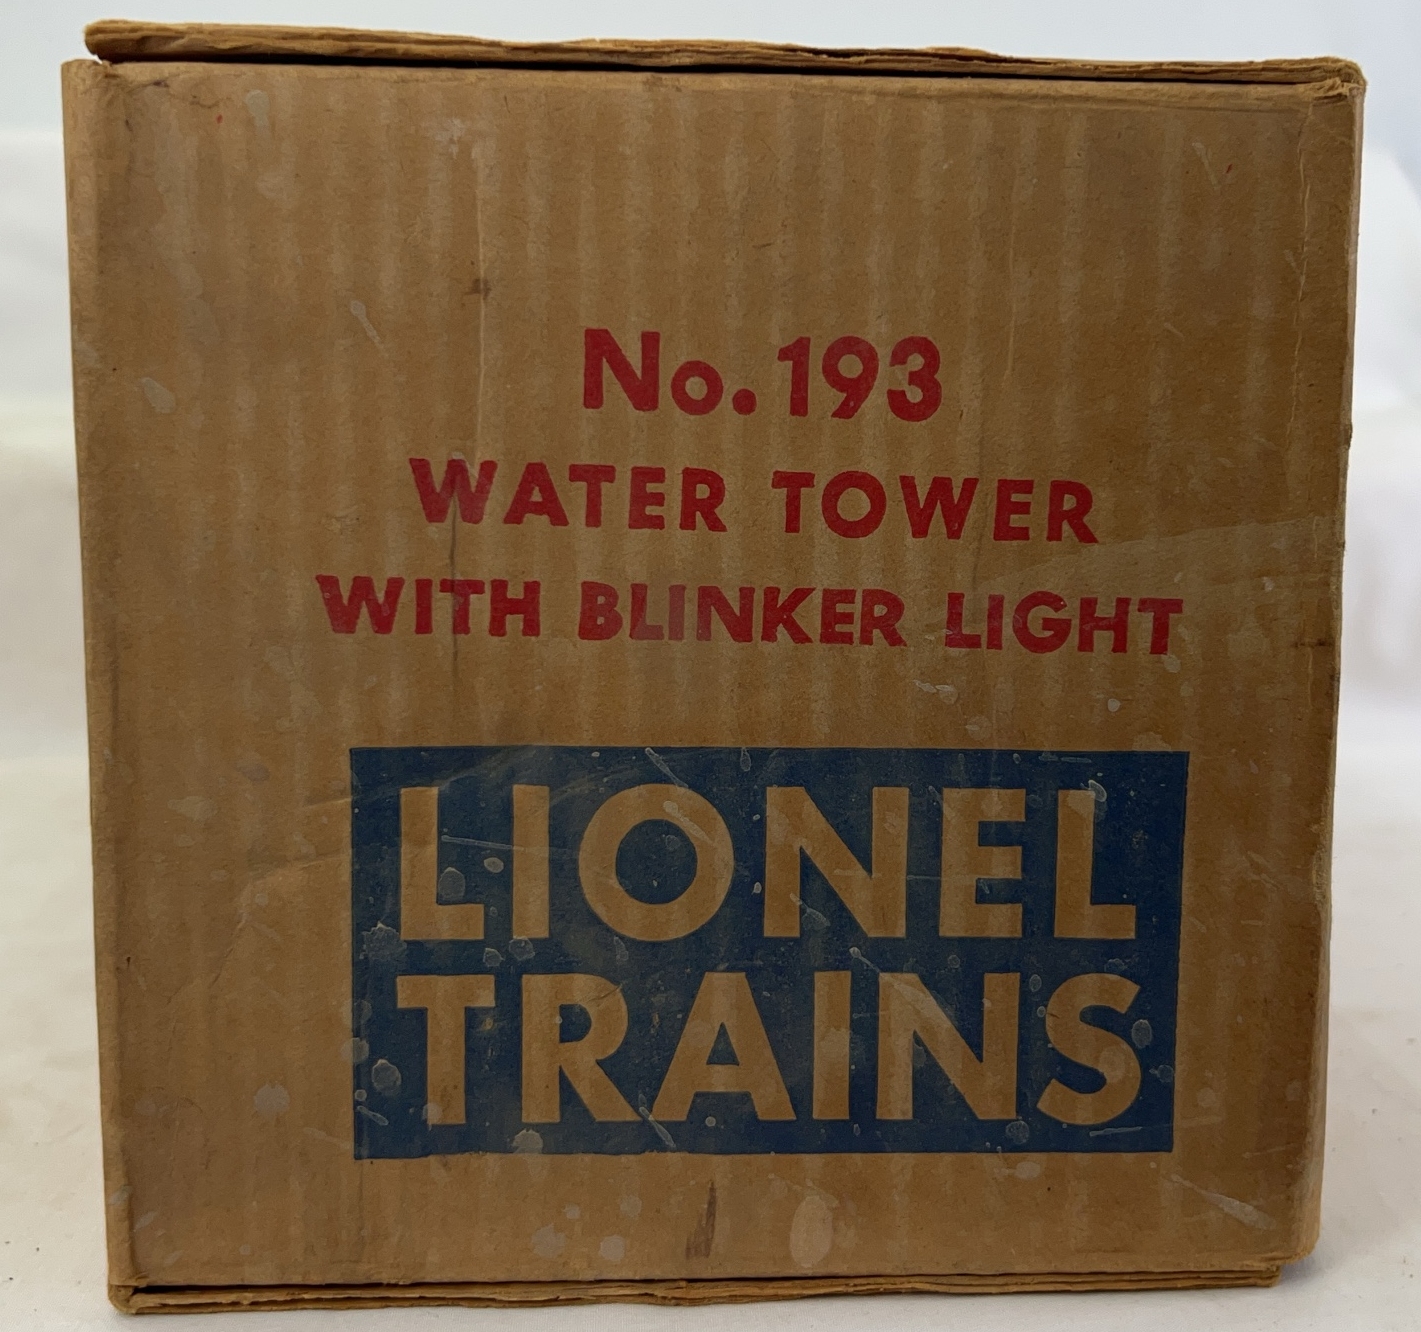 No. 193
WATER TOWER
WITH BLINKER LIGHT
LIONEL
TRAINS